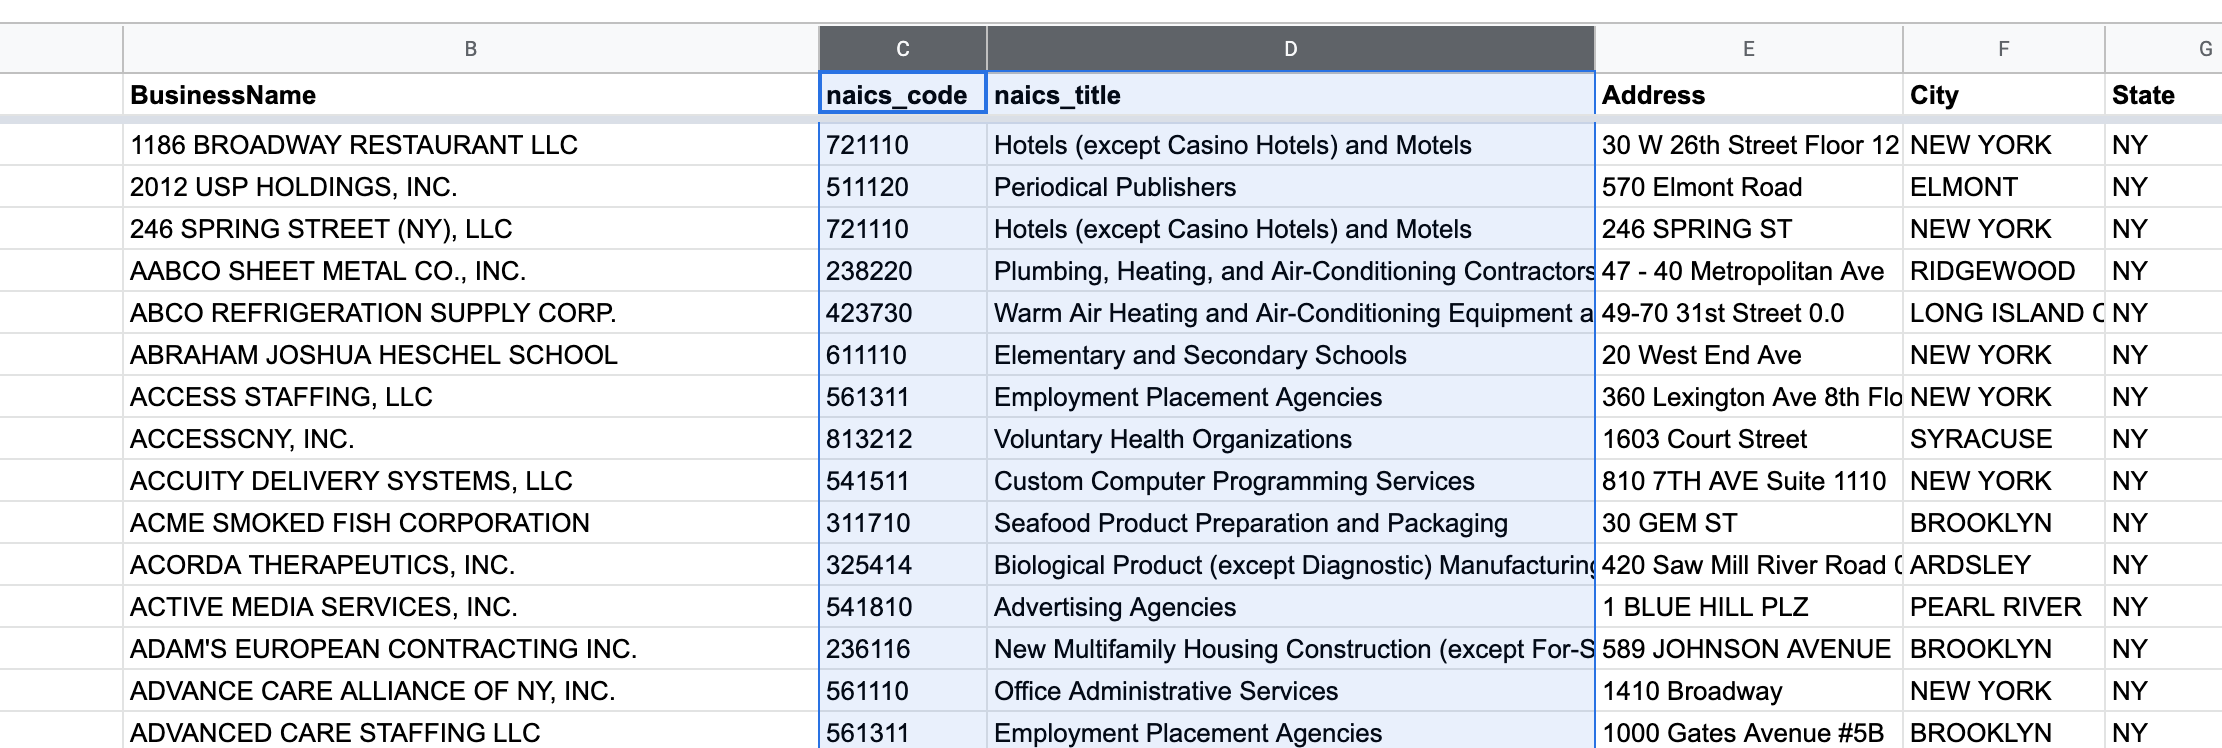 B C D E F G
BusinessName naics_code naics_title Address City State
1186 BROADWAY RESTAURANT LLC 721110 Hotels (except Casino Hotels) and Motels 30 W 26th Street Floor 12 NEW YORK NY
2012 USP HOLDINGS, INC. 511120 Periodical Publishers 570 Elmont Road ELMONT NY
246 SPRING STREET (NY), LLC 721110 Hotels (except Casino Hotels) and Motels 246 SPRING ST NEW YORK NY
AABCO SHEET METAL CO., INC. 238220 Plumbing, Heating, and Air-Conditioning Contractors 47 - 40 Metropolitan Ave RIDGEWOOD NY
ABCO REFRIGERATION SUPPLY CORP. 423730 Warm Air Heating and Air-Conditioning Equipment a 49-70 31st Street 0.0 LONG ISLAND C NY
ABRAHAM JOSHUA HESCHEL SCHOOL 611110 Elementary and Secondary Schools 20 West End Ave NEW YORK NY
ACCESS STAFFING, LLC 561311 Employment Placement Agencies 360 Lexington Ave 8th Flo NEW YORK NY
ACCESSCNY, INC. 813212 Voluntary Health Organizations 1603 Court Street SYRACUSE NY
ACCUITY DELIVERY SYSTEMS, LLC 541511 Custom Computer Programming Services 810 7TH AVE Suite 1110 NEW YORK NY
ACME SMOKED FISH CORPORATION 311710 Seafood Product Preparation and Packaging 30 GEM ST BROOKLYN NY
ACORDA THERAPEUTICS, INC. 325414 Biological Product (except Diagnostic) Manufacturing 420 Saw Mill River Road 0 ARDSLEY NY
ACTIVE MEDIA SERVICES, INC. 541810 Advertising Agencies 1 BLUE HILL PLZ PEARL RIVER NY
ADAM'S EUROPEAN CONTRACTING INC. 236116 New Multifamily Housing Construction (except For-S 589 JOHNSON AVENUE BROOKLYN NY
ADVANCE CARE ALLIANCE OF NY, INC. 561110 Office Administrative Services 1410 Broadway NEW YORK NY
ADVANCED CARE STAFFING LLC 561311 Employment Placement Agencies 1000 Gates Avenue #5B BROOKLYN NY